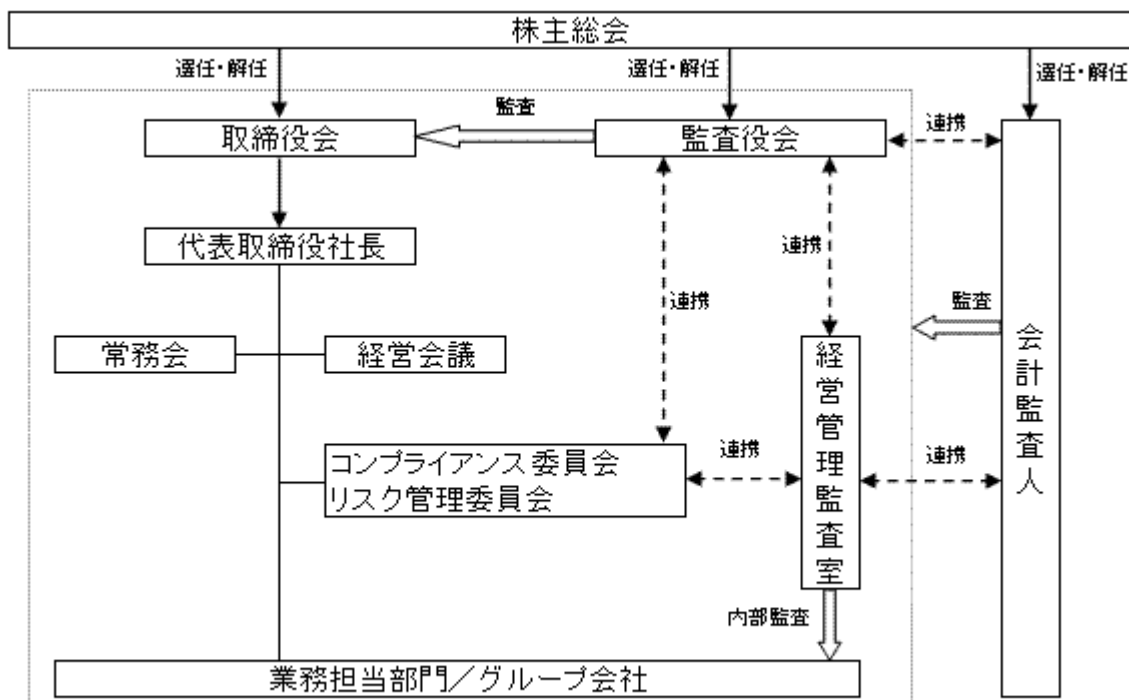 株主総会
選任・解任
選任・解任
選任・解任
監査
取締役会
監査役会
連携
代表取締役社長
連携
連携
監査
常務会
経営会議
経営管理監査室
会計監査人
コンプライアンス委員会
リスク管理委員会
連携
連携
内部監査
業務担当部門／グループ会社